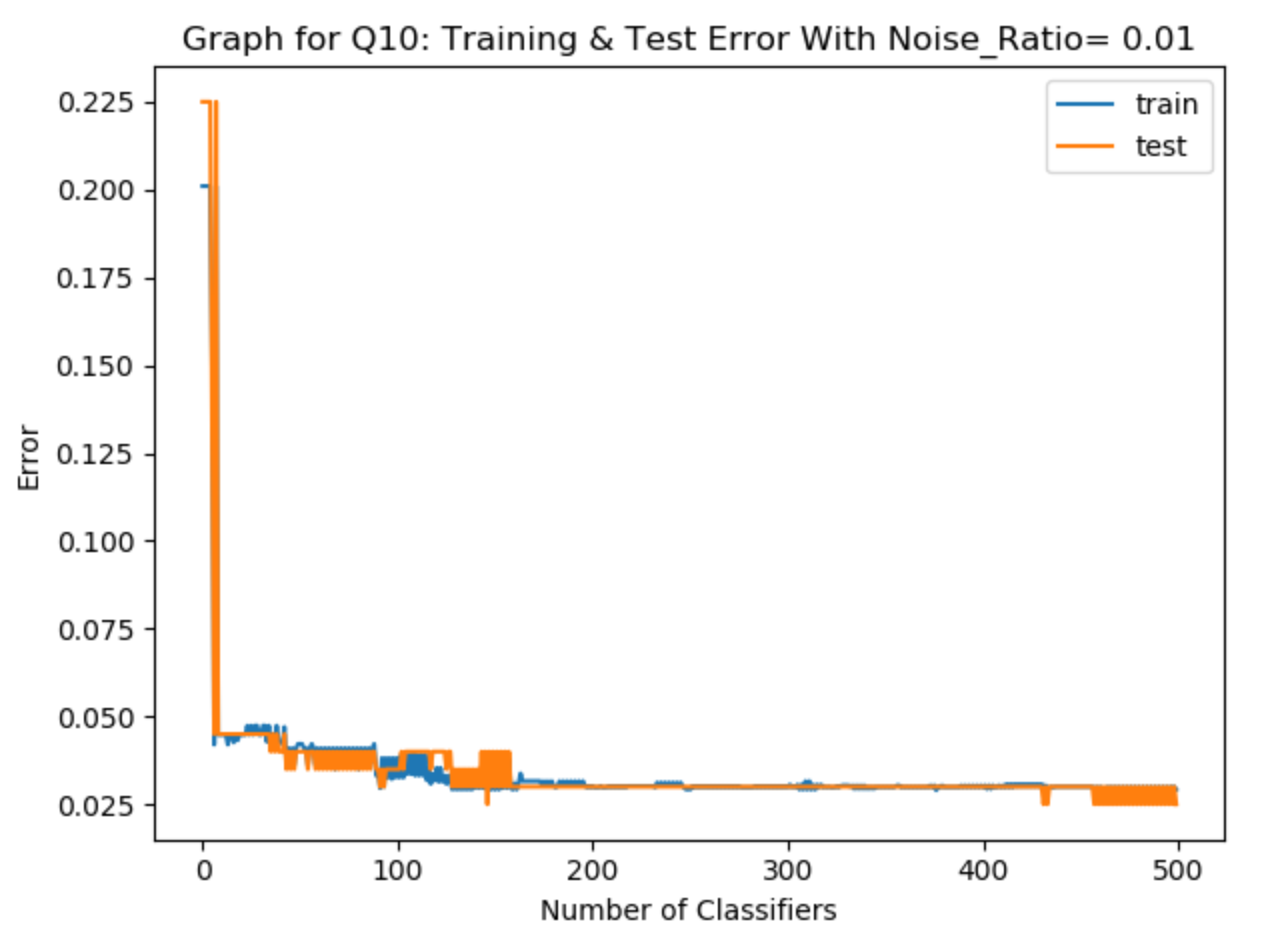 Graph for Q10: Training & Test Error With Noise_Ratio= 0.01
train
test
0.225
0.200
0.175
0.150
0.125
0.100
0.075
0.050
0.025
Error
0 100 200 300 400 500
Number of Classifiers